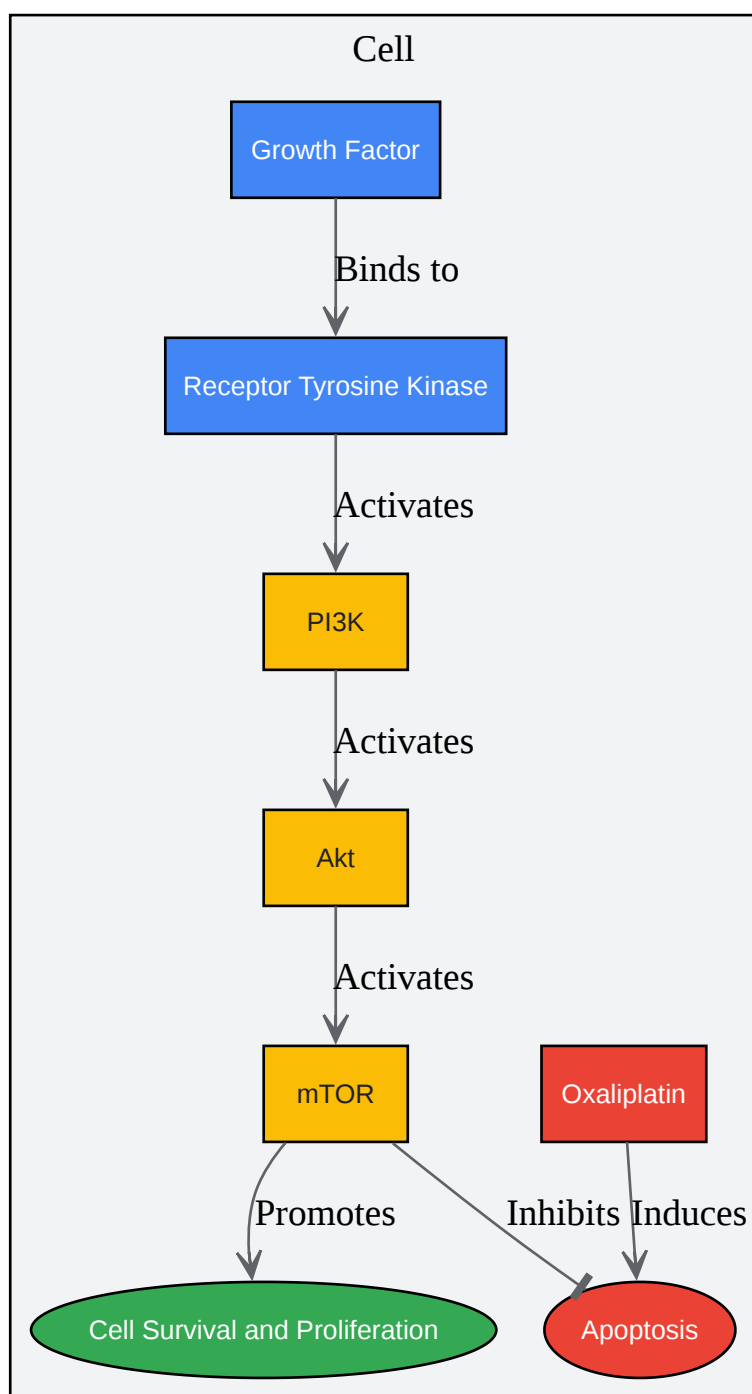 Cell
Growth Factor
Binds to
Receptor Tyrosine Kinase
Activates
PI3K
Activates
Akt
Activates
mTOR
Oxaliplatin
Promotes
Inhibits
Induces
Cell Survival and Proliferation
Apoptosis